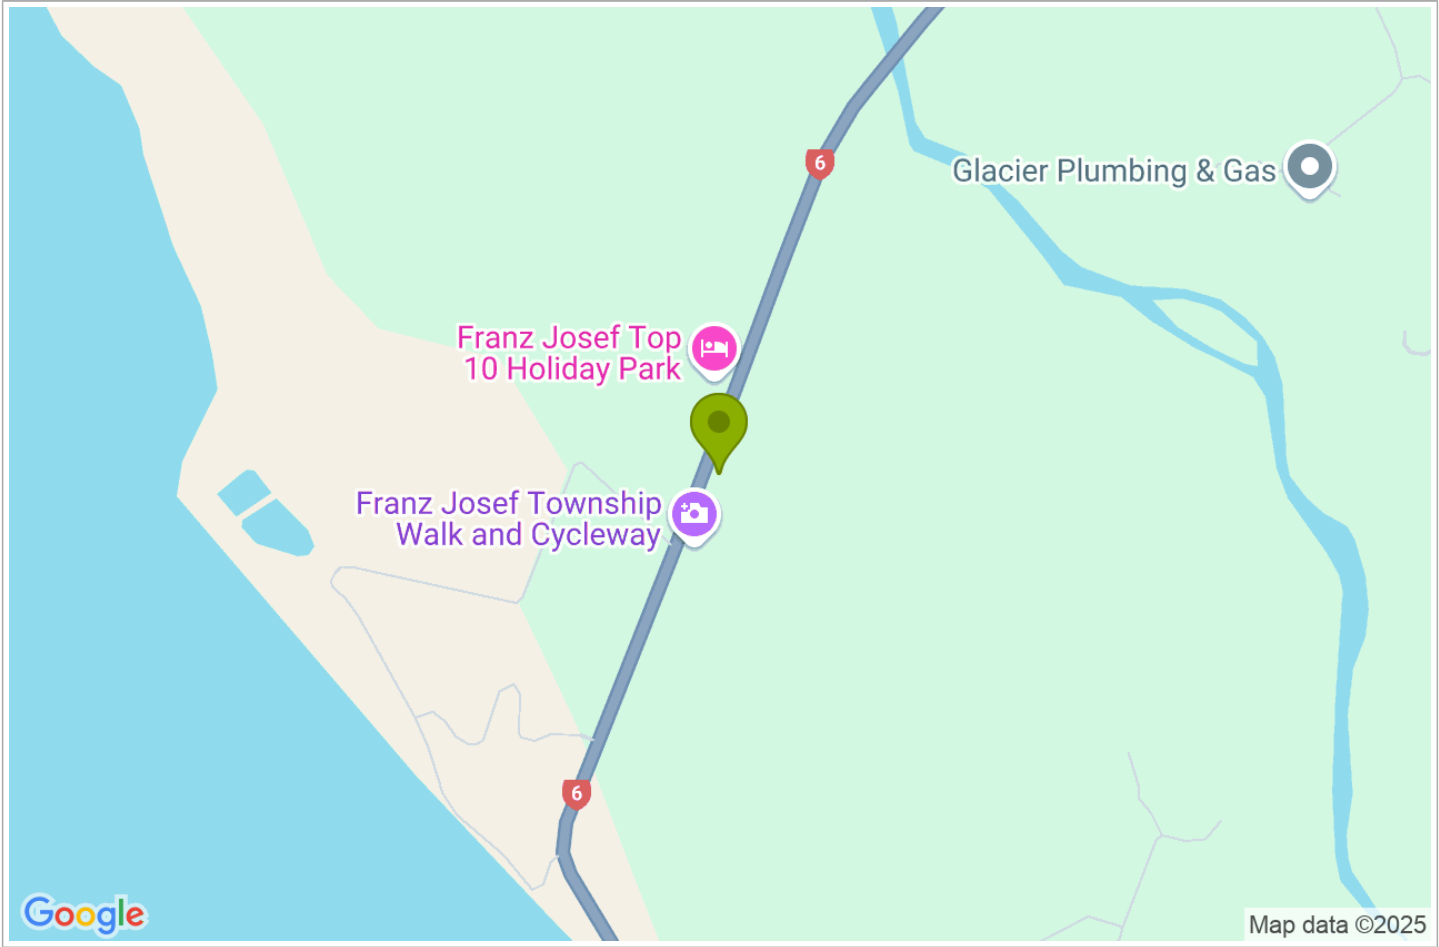 6
Glacier Plumbing & Gas
Franz Josef Top
10 Holiday Park
Franz Josef Township
Walk and Cycleway
6
Google
Map data ©2025